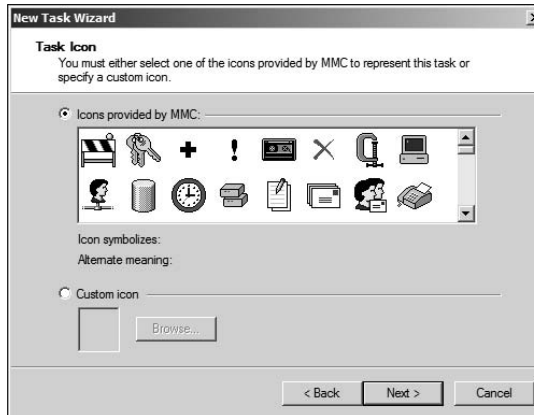 New Task Wizard
Task Icon
You must either select one of the icons provided by MMC to represent this task or
specify a custom icon.
Icons provided by MMC:
Icon symbolizes:
Alternate meaning:
Custom icon
Browse...
< Back
Next >
Cancel